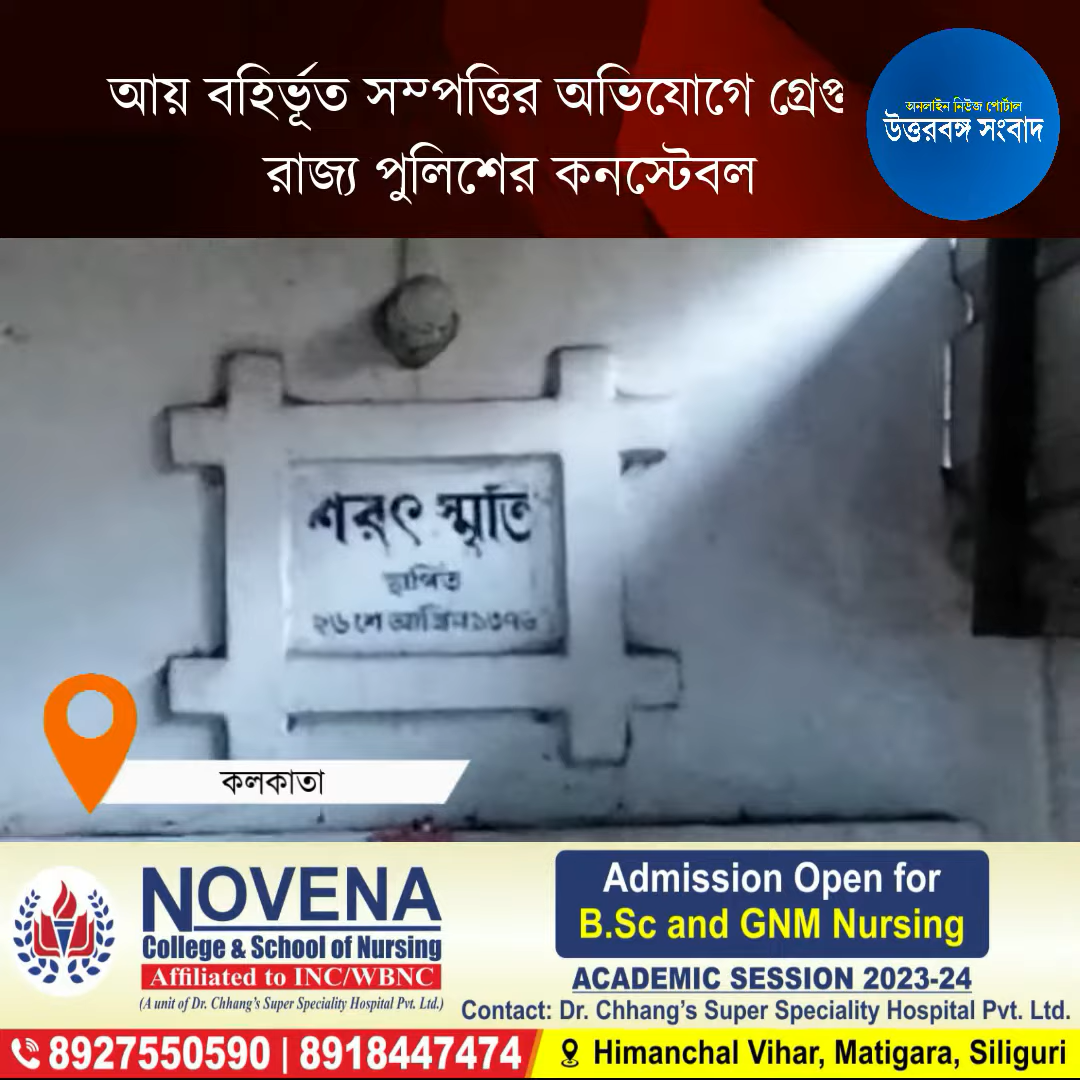 আয় বহির্ভূত সম্পত্তির অভিযোগে গ্রেপ্ত
রাজ্য পুলিশের কনস্টেবল
অনলাইন নিউজ পোর্টাল
উত্তরবঙ্গ সংবাদ
শরৎ স্মৃতি
স্থাপিত
২৬শে আশ্বিন
কলকাতা
NOVENA
College & School of Nursing
Affiliated to INC/WBNC
(A unit of Dr. Chhang's Super Speciality Hospital Pvt. Ltd.)
Admission Open for
B.Sc and GNM Nursing
ACADEMIC SESSION 2023-24
Contact: Dr. Chhang's Super Speciality Hospital Pvt. Ltd.
8927550590 | 8918447474
Himanchal Vihar, Matigara, Siliguri